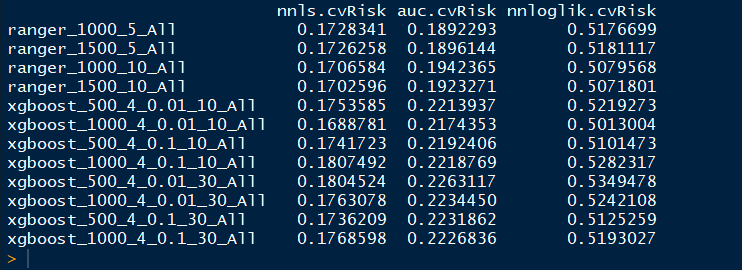 nnls.cvRisk auc.cvRisk nnloglik.cvRisk
ranger_1000_5_All 0.1728341 0.1892293 0.5176699
ranger_1500_5_All 0.1726258 0.1896144 0.5181117
ranger_1000_10_All 0.1706584 0.1942365 0.5079568
ranger_1500_10_All 0.1702596 0.1923271 0.5071801
xgboost_500_4_0.01_10_All 0.1753585 0.2213937 0.5219273
xgboost_1000_4_0.01_10_All 0.1688781 0.2174353 0.5013004
xgboost_500_4_0.1_10_All 0.1741723 0.2192406 0.5101473
xgboost_1000_4_0.1_10_All 0.1807492 0.2218769 0.5282317
xgboost_500_4_0.01_30_All 0.1804524 0.2263117 0.5349478
xgboost_1000_4_0.01_30_All 0.1763078 0.2234450 0.5242108
xgboost_500_4_0.1_30_All 0.1736209 0.2231862 0.5125259
xgboost_1000_4_0.1_30_All 0.1768598 0.2226836 0.5193027
>